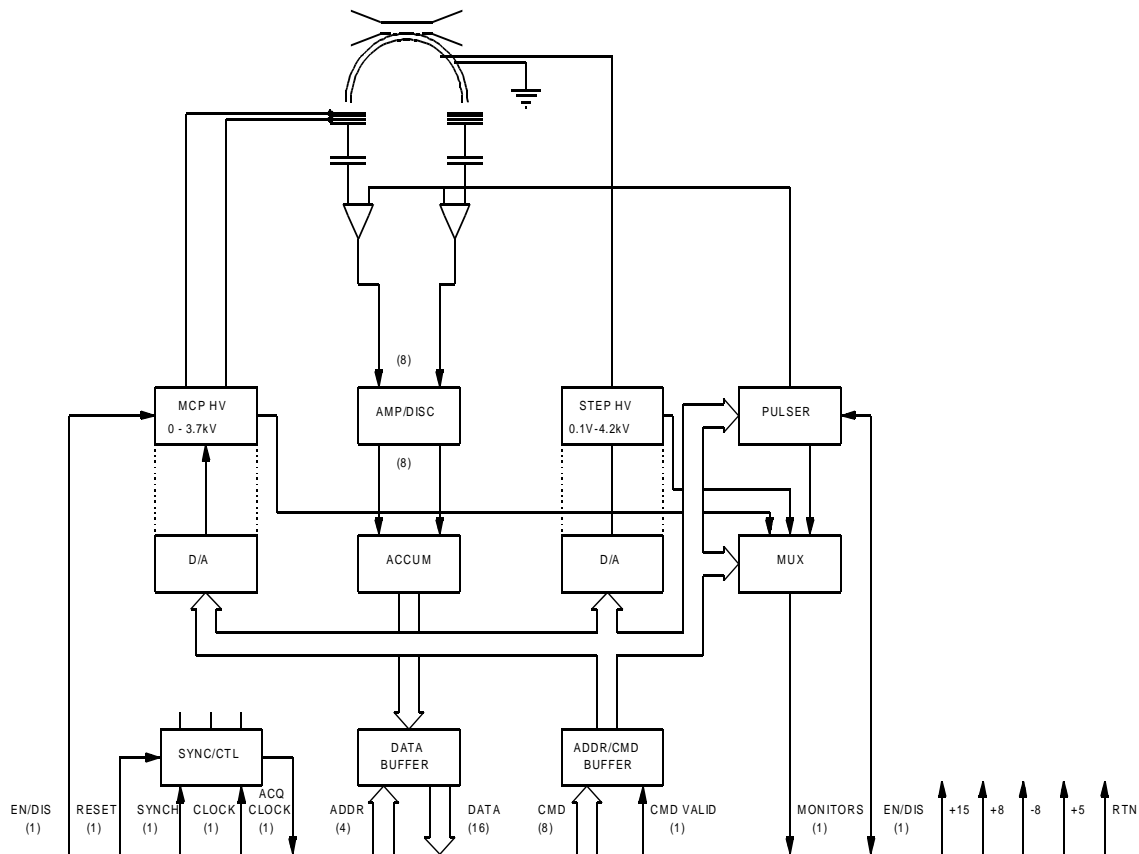 (8)
MCP HV
0 - 3.7kV
AMP/DISC
STEP HV
0.1V-4.2kV
PULSER
(8)
D/A
ACCUM
D/A
MUX
SYNC/CTL
DATA
BUFFER
ADDR/CMD
BUFFER
EN/DIS
(1)
RESET
(1)
SYNCH
(1)
CLOCK
(1)
ACQ
CLOCK
(1)
ADDR
(4)
DATA
(16)
CMD
(8)
CMD VALID
(1)
MONITORS
(1)
EN/DIS
(1)
+15
+8
-8
+5
RTN